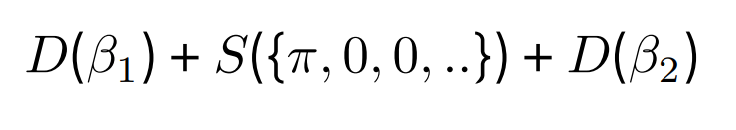 D(β₁) + S({π, 0, 0, ..}) + D(β₂)